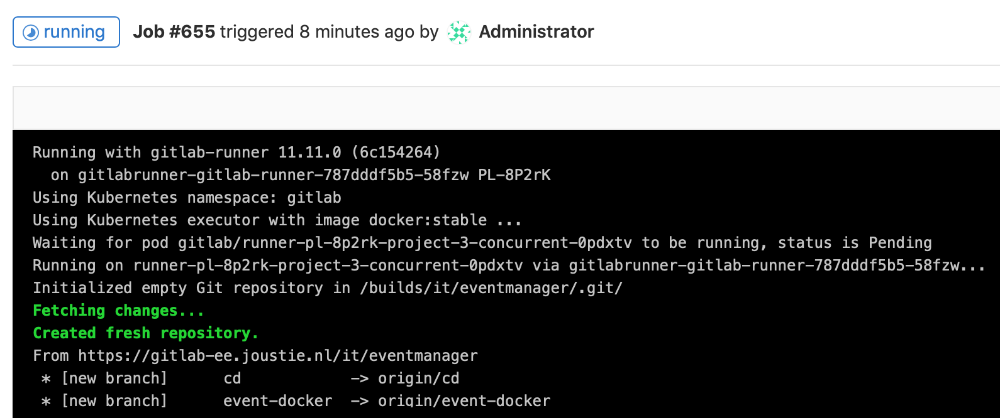 running Job #655 triggered 8 minutes ago by Administrator
Running with gitlab-runner 11.11.0 (6c154264)
on gitlabrunner-gitlab-runner-787dddf5b5-58fzw PL-8P2rK
Using Kubernetes namespace: gitlab
Using Kubernetes executor with image docker:stable ...
Waiting for pod gitlab/runner-pl-8p2rk-project-3-concurrent-0pdxtv to be running, status is Pending
Running on runner-pl-8p2rk-project-3-concurrent-0pdxtv via gitlabrunner-gitlab-runner-787dddf5b5-58fzw...
Initialized empty Git repository in /builds/it/eventmanager/.git/
Fetching changes...
Created fresh repository.
From https://gitlab-ee.joustie.nl/it/eventmanager
* [new branch]      cd            -> origin/cd
* [new branch]      event-docker  -> origin/event-docker